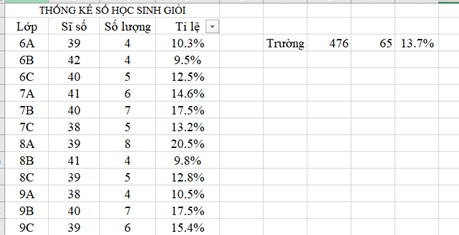 THỐNG KÊ SỐ HỌC SINH GIỎI
Lớp Sĩ số Số lượng Tỉ lệ
6A 39 4 10.3% Trường 476 65 13.7%
6B 42 4 9.5%
6C 40 5 12.5%
7A 41 6 14.6%
7B 40 7 17.5%
7C 38 5 13.2%
8A 39 8 20.5%
8B 41 4 9.8%
8C 39 5 12.8%
9A 38 4 10.5%
9B 40 7 17.5%
9C 39 6 15.4%